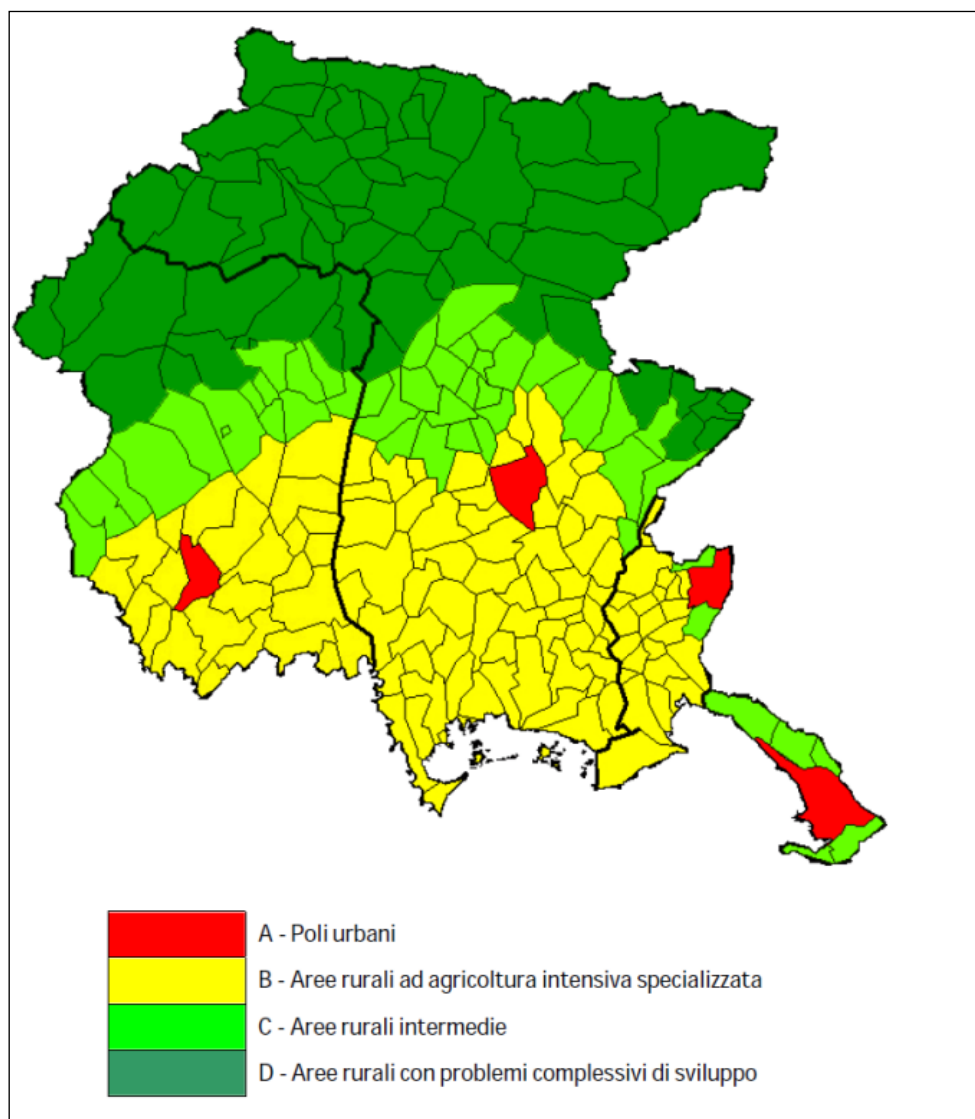 A - Poli urbani
B - Aree rurali ad agricoltura intensiva specializzata
C - Aree rurali intermedie
D - Aree rurali con problemi complessivi di sviluppo